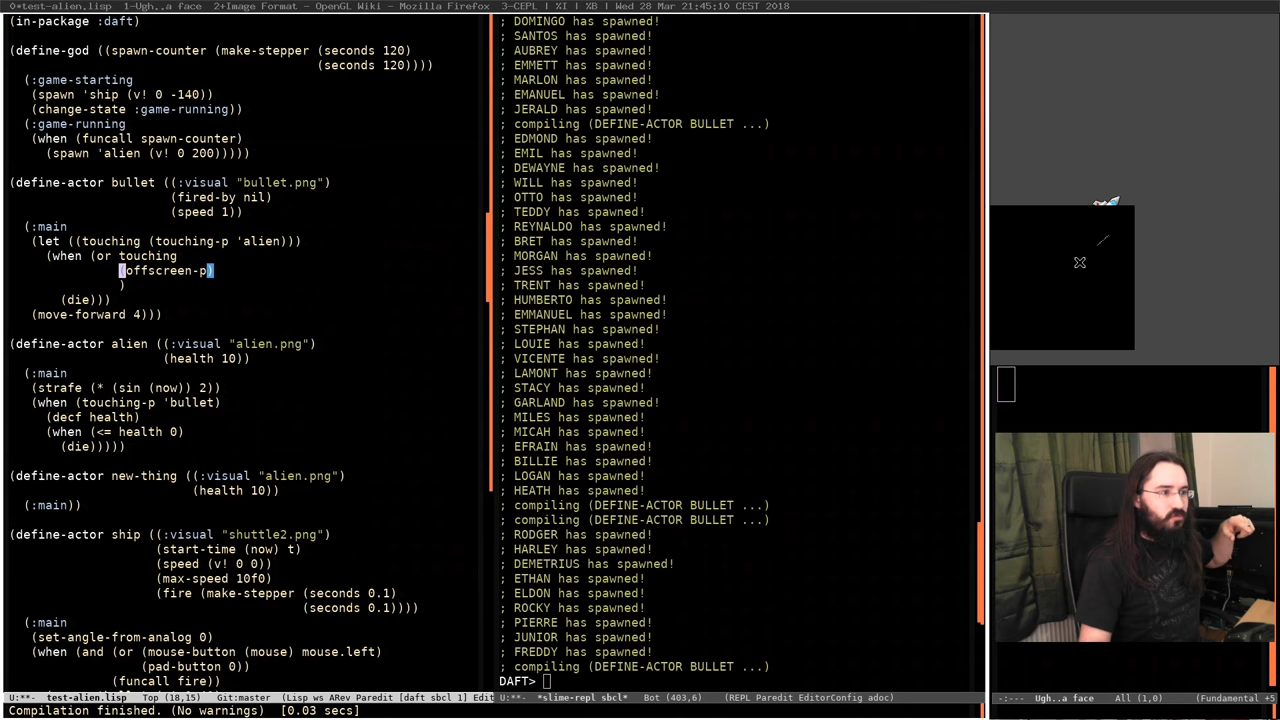 0*test-alien.lisp 1-Ugh..a face 2+Image Format - OpenGL Wiki - Mozilla Firefox 3-CEPL | %I | %B | Wed 28 Mar 21:45:10 CEST 2018
(in-package :daft)
(define-god ((spawn-counter (make-stepper (seconds 120)
(seconds 120))))
(:game-starting
(spawn 'ship (v! 0 -140))
(change-state :game-running))
(:game-running
(when (funcall spawn-counter)
(spawn 'alien (v! 0 200)))))
(define-actor bullet ((:visual "bullet.png")
(fired-by nil)
(speed 1))
(:main
(let ((touching (touching-p 'alien)))
(when (or touching
(offscreen-p)
)
(die)))
(move-forward 4)))
(define-actor alien ((:visual "alien.png")
(health 10))
(:main
(strafe (* (sin (now)) 2))
(when (touching-p 'bullet)
(decf health)
(when (<= health 0)
(die)))))
(define-actor new-thing ((:visual "alien.png")
(health 10))
(:main))
(define-actor ship ((:visual "shuttle2.png")
(start-time (now) t)
(speed (v! 0 0))
(max-speed 10f0)
(fire (make-stepper (seconds 0.1)
(seconds 0.1))))
(:main
(set-angle-from-analog 0)
(when (and (or (mouse-button (mouse) mouse.left)
(pad-button 0))
(funcall fire))
U:**- test-alien.lisp Top (18,15) Git:master (Lisp ws ARev Paredit [daft sbcl 1] Edit
Compilation finished. (No warnings) [0.03 secs]
; DOMINGO has spawned!
; SANTOS has spawned!
; AUBREY has spawned!
; EMMETT has spawned!
; MARLON has spawned!
; EMANUEL has spawned!
; JERALD has spawned!
; compiling (DEFINE-ACTOR BULLET ...)
; EDMOND has spawned!
; EMIL has spawned!
; DEWAYNE has spawned!
; WILL has spawned!
; OTTO has spawned!
; TEDDY has spawned!
; REYNALDO has spawned!
; BRET has spawned!
; MORGAN has spawned!
; JESS has spawned!
; TRENT has spawned!
; HUMBERTO has spawned!
; EMMANUEL has spawned!
; STEPHAN has spawned!
; LOUIE has spawned!
; VICENTE has spawned!
; LAMONT has spawned!
; STACY has spawned!
; GARLAND has spawned!
; MILES has spawned!
; MICAH has spawned!
; EFRAIN has spawned!
; BILLIE has spawned!
; LOGAN has spawned!
; HEATH has spawned!
; compiling (DEFINE-ACTOR BULLET ...)
; compiling (DEFINE-ACTOR BULLET ...)
; RODGER has spawned!
; HARLEY has spawned!
; DEMETRIUS has spawned!
; ETHAN has spawned!
; ELDON has spawned!
; ROCKY has spawned!
; PIERRE has spawned!
; JUNIOR has spawned!
; FREDDY has spawned!
; compiling (DEFINE-ACTOR BULLET ...)
DAFT>
U:**- *slime-repl sbcl* Bot (403,6) (REPL Paredit EditorConfig adoc)
-:--- Ugh..a face All (1,0) (Fundamental +5